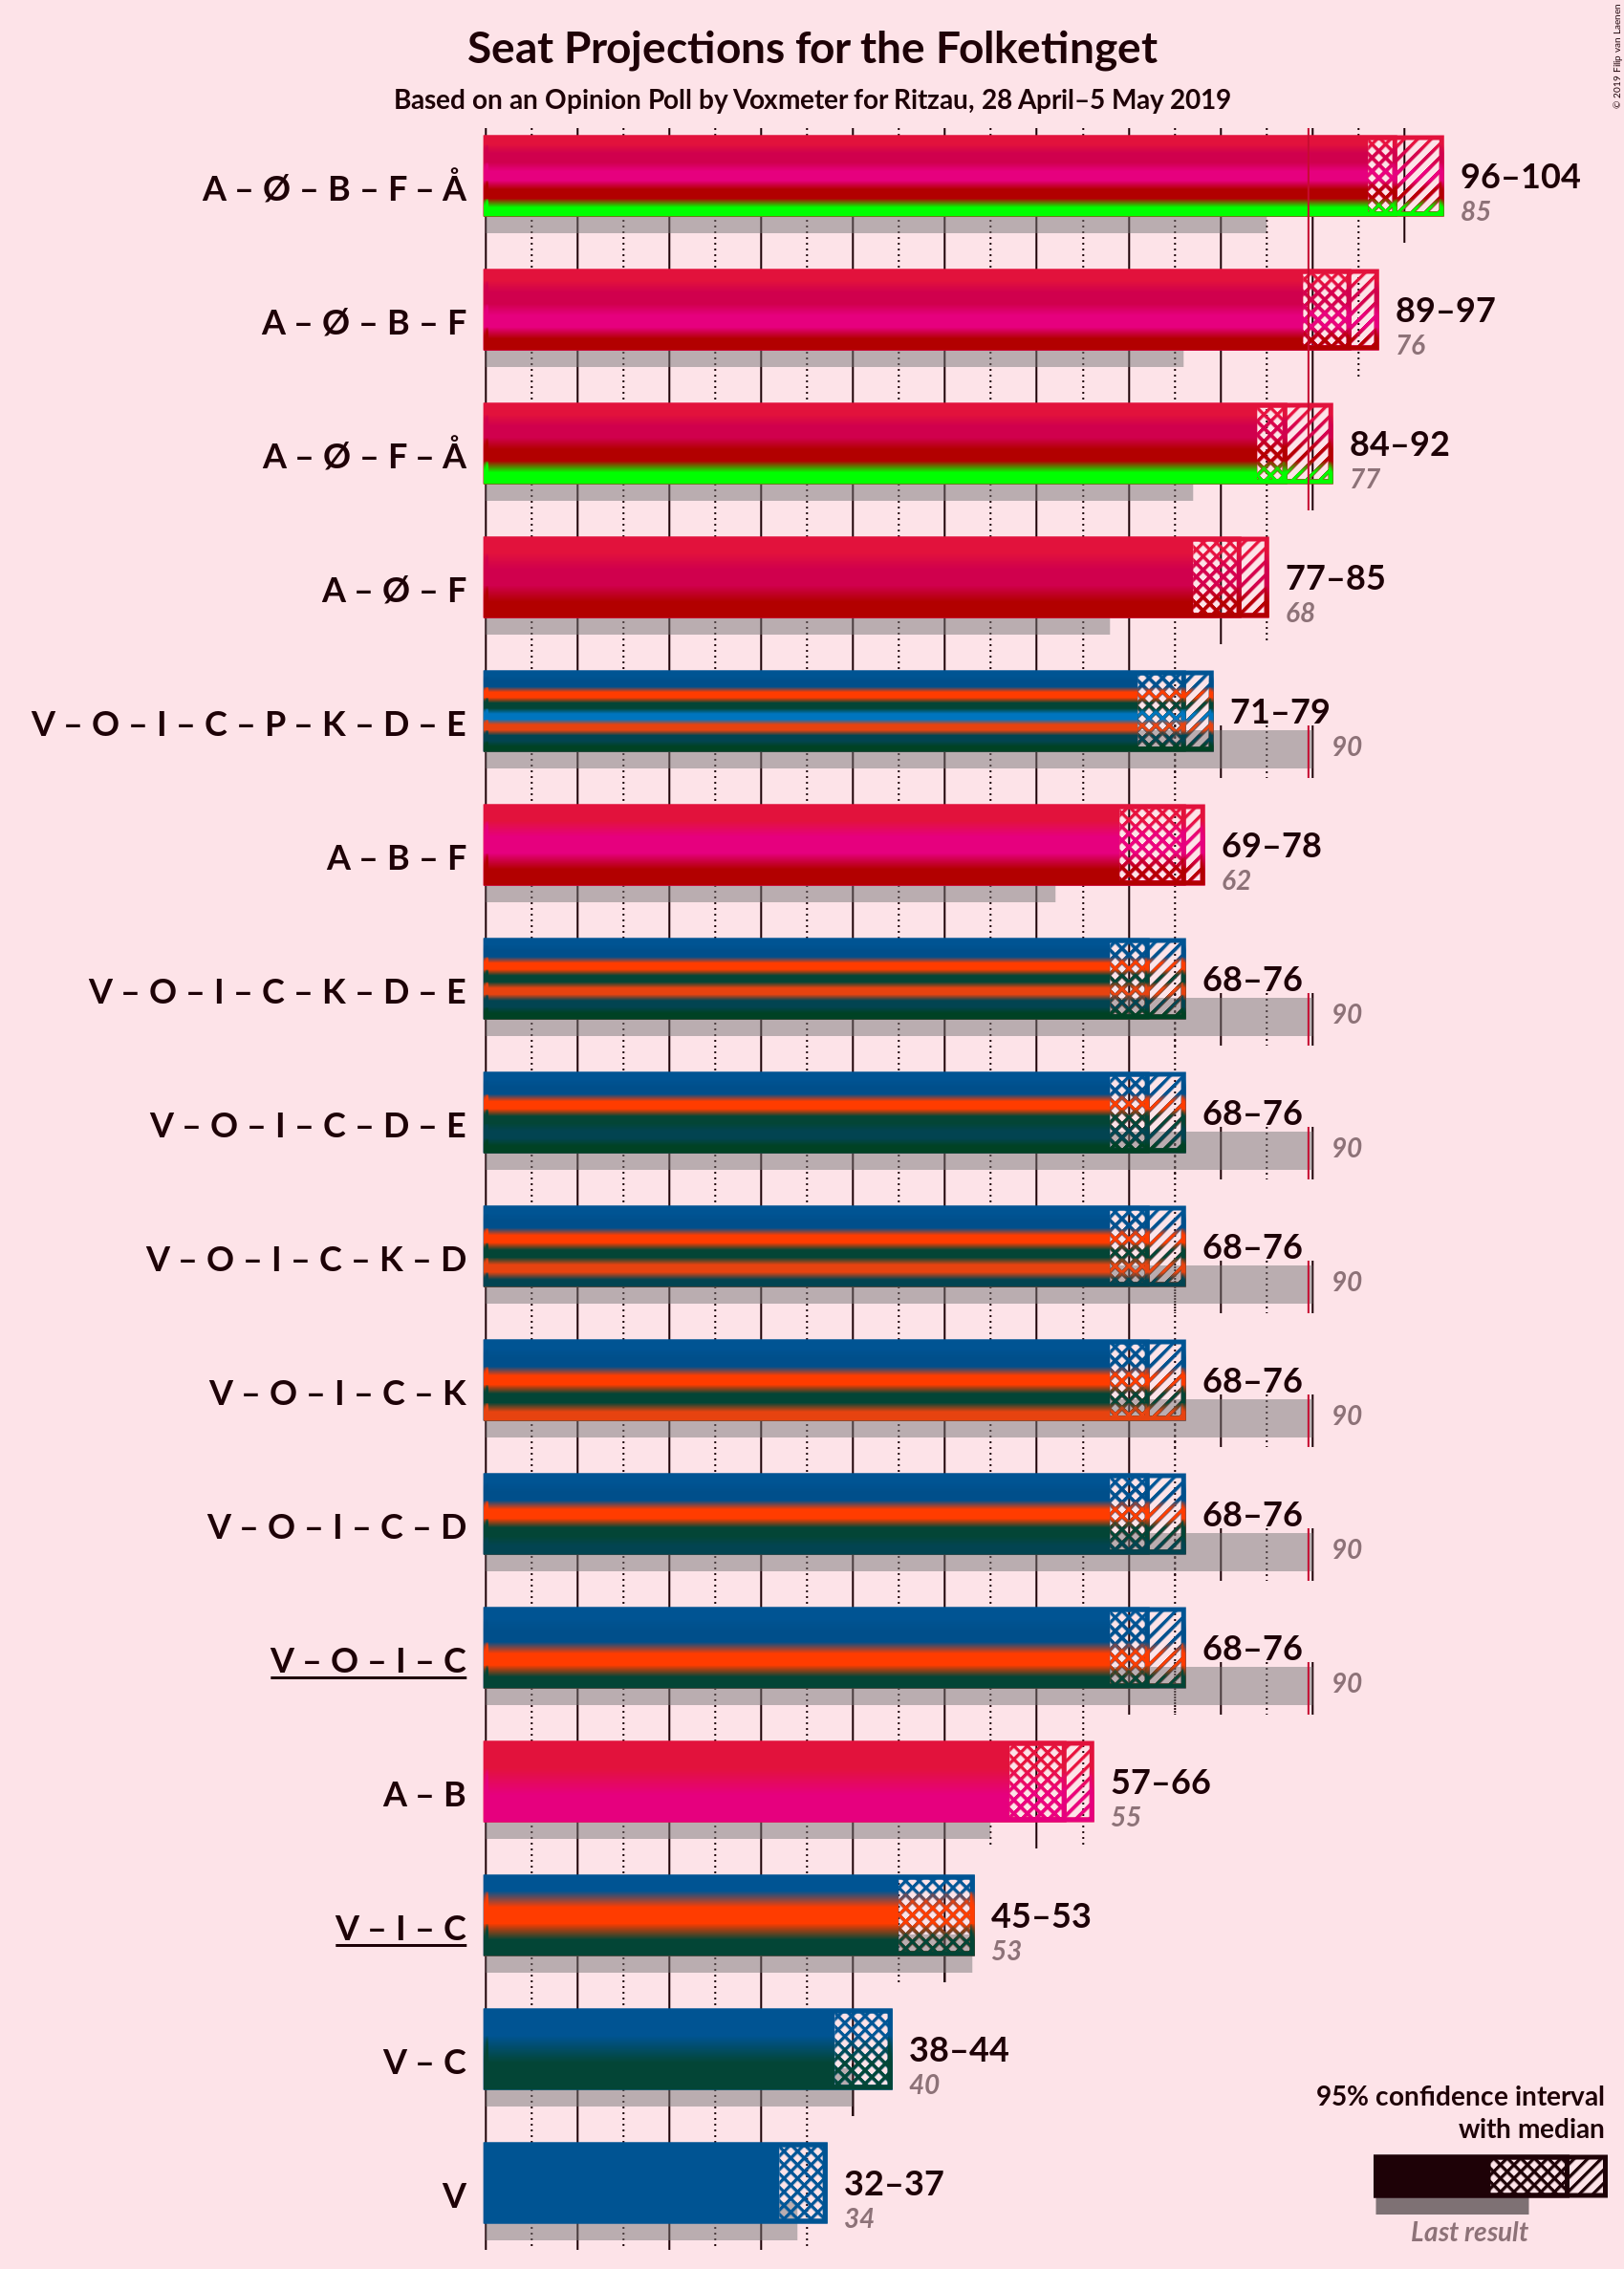 Seat Projections for the Folketinget
Based on an Opinion Poll by Voxmeter for Ritzau, 28 April–5 May 2019
© 2019 Filip van Laenen
A – Ø – B – F – Å
96–104
85
A – Ø – B – F
89–97
76
A – Ø – F – Å
84–92
77
A – Ø – F
77–85
68
V – O – I – C – P – K – D – E
71–79
90
A – B – F
69–78
62
V – O – I – C – K – D – E
68–76
90
V – O – I – C – D – E
68–76
90
V – O – I – C – K – D
68–76
90
V – O – I – C – K
68–76
90
V – O – I – C – D
68–76
90
V – O – I – C
68–76
90
A – B
57–66
55
V – I – C
45–53
53
V – C
38–44
40
V
32–37
34
95% confidence interval
with median
Last result